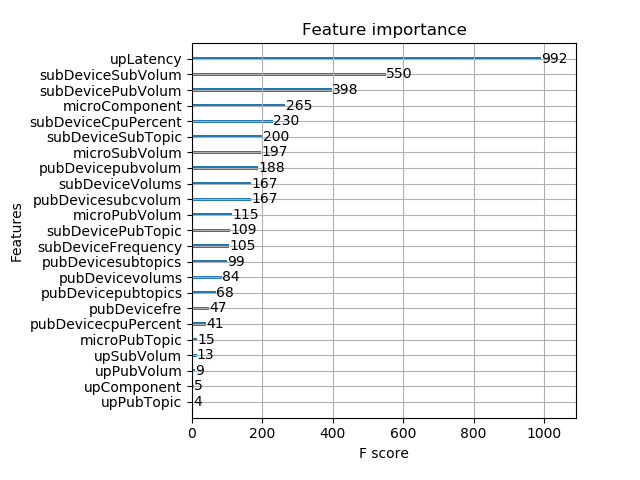 Feature importance
Features
upLatency 992
subDeviceSubVolum 550
subDevicePubVolum 398
microComponent 265
subDeviceCpuPercent 230
subDeviceSubTopic 200
microSubVolum 197
pubDevicepubvolum 188
subDeviceVolums 167
pubDevicesubcvolum 167
microPubVolum 115
subDevicePubTopic 109
subDeviceFrequency 105
pubDevicesubtopics 99
pubDevicevolums 84
pubDevicepubtopics 68
pubDevicefre 47
pubDevicecpuPercent 41
microPubTopic 15
upSubVolum 13
upPubVolum 9
upComponent 5
upPubTopic 4
0 200 400 600 800 1000
F score